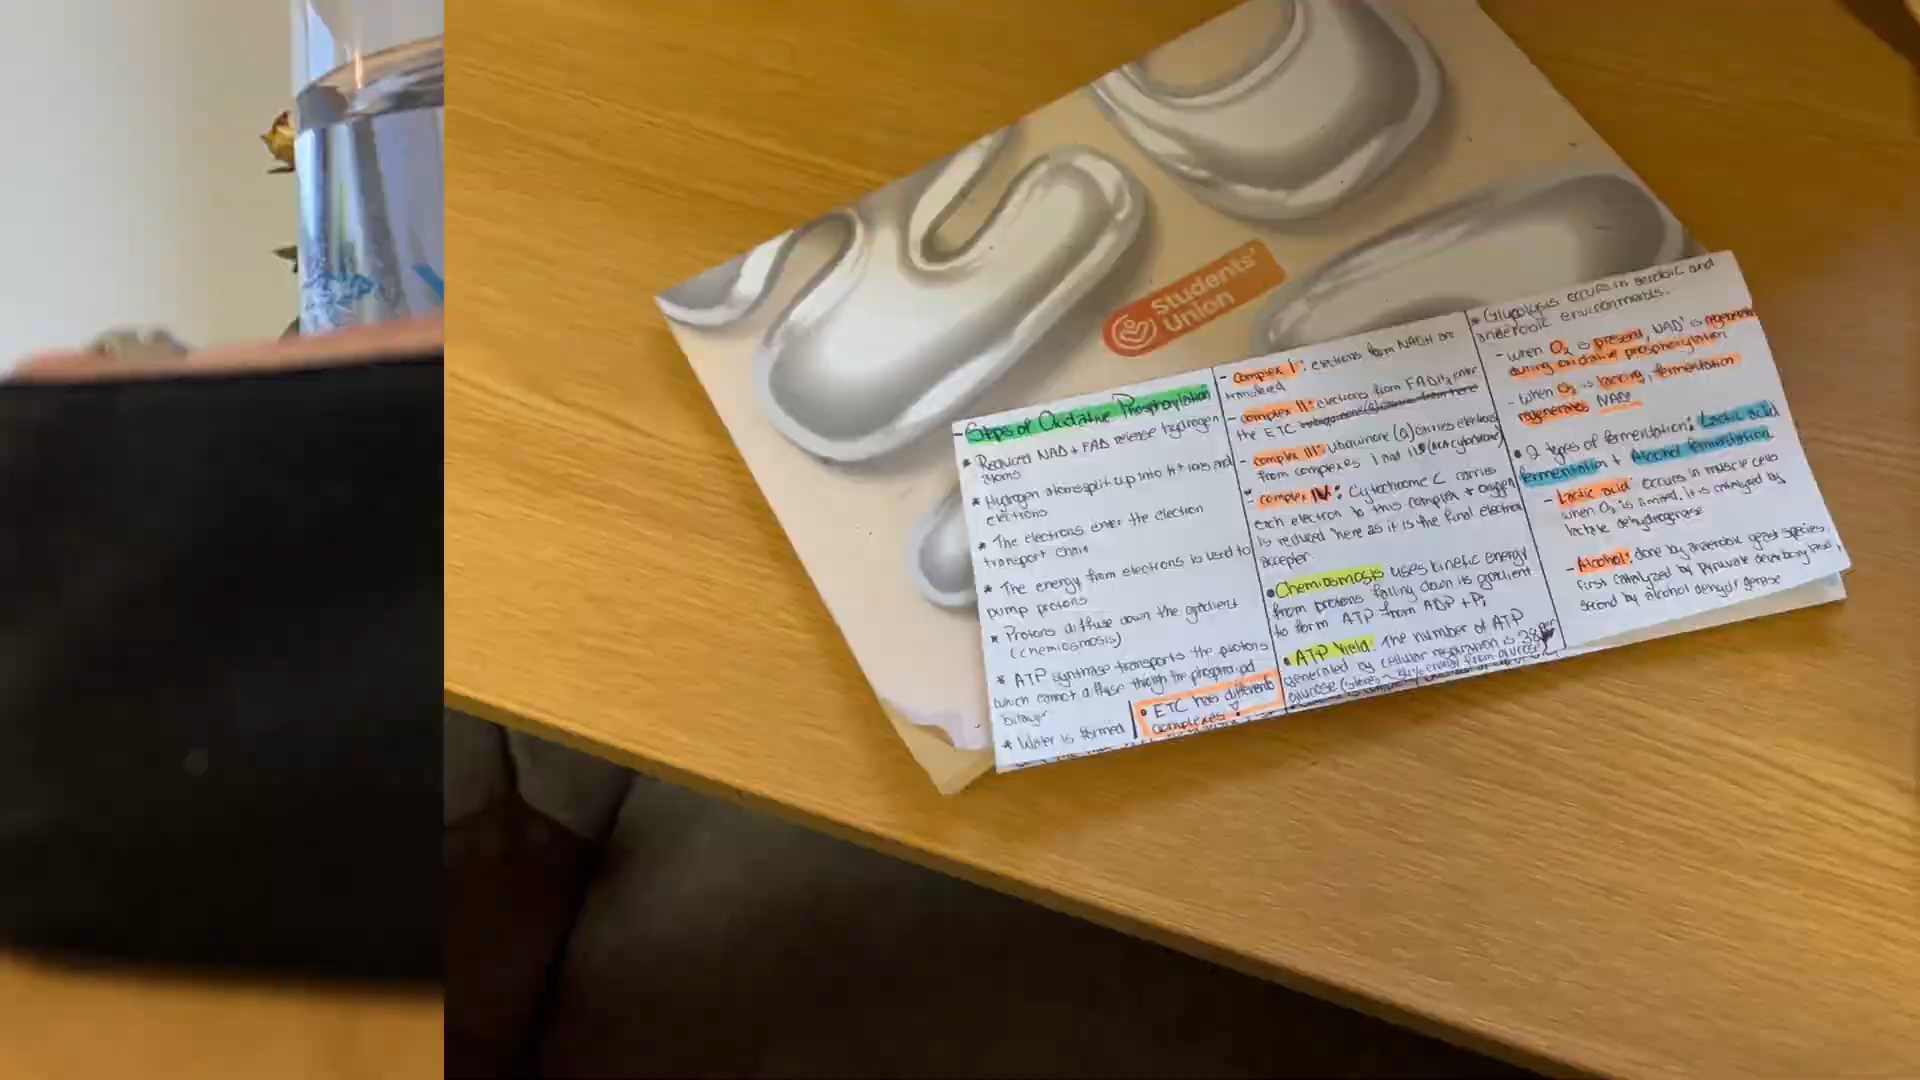 Students'
Union
- Steps of Oxidative Phosphorylation
* Reduced NAD + FAD release hydrogen
atoms
* Hydrogen atoms split up into H+ ions and
electrons
* The electrons enter the electron
transport chain
* The energy from electrons is used to
pump protons
* Protons diffuse down the gradient
(chemiosmosis)
* ATP synthase transports the protons
which cannot diffuse through the phospholipid
bilayer
* Water is formed
• ETC has different
complexes:
- Complex I: electrons from NADH are
transfered
- complex II: electrons from FADH2 enter
the ETC
- complex III: Ubiquinone (Q) carries electrons
from complexes I and II
- complex IV: Cytochrome C carries
each electron to this complex + oxygen
is reduced here as it is the final electron
accepter
• Chemiosmosis uses kinetic energy
from protons falling down is gradient
to form ATP from ADP + Pi
• ATP Yield: The number of ATP
generated by cellular respiration is 38 per
glucose
* Glycolysis occurs in aerobic and
anaerobic environments.
- when O2 is present, NAD+ is regenerated
during oxidative phosphorylation
- when O2 is lacking, fermentation
regenerates NAD+
• 2 types of fermentation: Lactic acid
fermentation + Alcohol fermentation
- Lactic acid: occurs in muscle cells
when O2 is limited. It is catalyzed by
lactate dehydrogenase
- Alcohol: done by anaerobic yeast species,
first catalyzed by pyruvate decarboxylase,
second by alcohol dehydrogenase